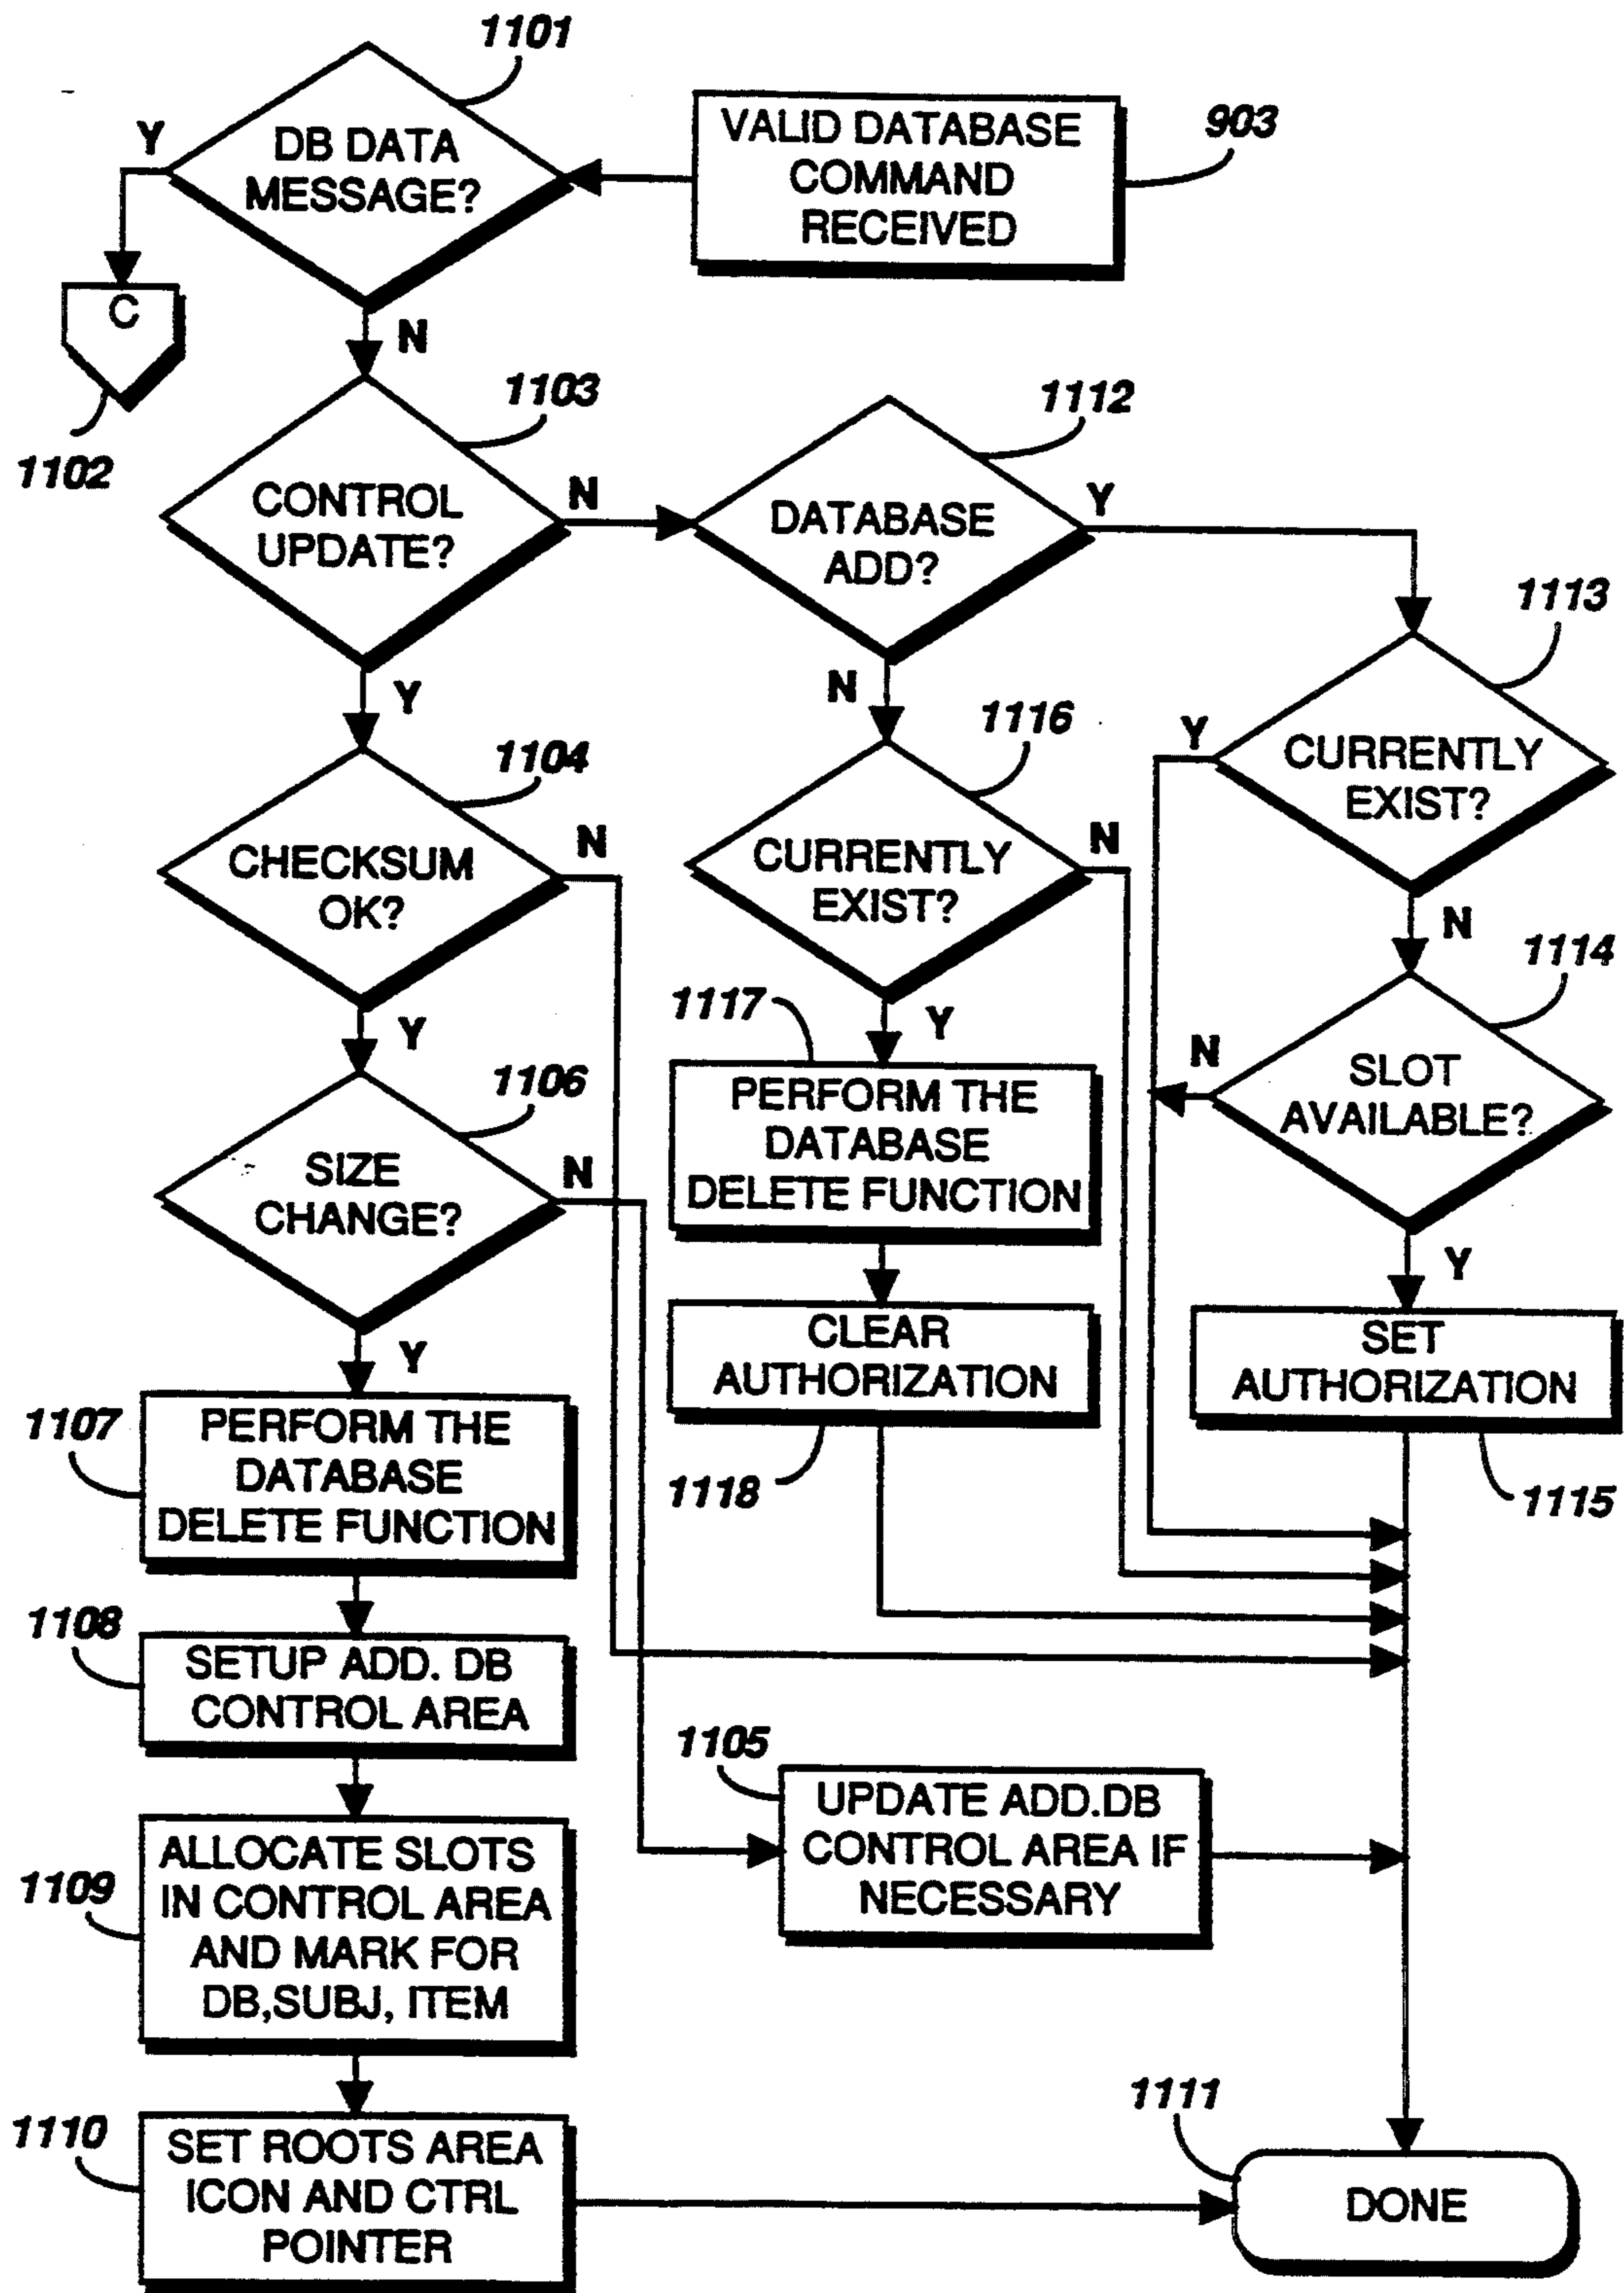 1101
DB DATA
MESSAGE?
Y
VALID DATABASE
COMMAND
RECEIVED
903
C
1102
N
1103
CONTROL
UPDATE?
N
1112
DATABASE
ADD?
Y
1113
CURRENTLY
EXIST?
Y
N
Y
1104
CHECKSUM
OK?
N
N
1116
CURRENTLY
EXIST?
N
1114
SLOT
AVAILABLE?
N
Y
Y
1106
SIZE
CHANGE?
N
Y
1117
PERFORM THE
DATABASE
DELETE FUNCTION
CLEAR
AUTHORIZATION
1118
SET
AUTHORIZATION
1115
Y
1107
PERFORM THE
DATABASE
DELETE FUNCTION
1108
SETUP ADD. DB
CONTROL AREA
1105
UPDATE ADD.DB
CONTROL AREA IF
NECESSARY
1109
ALLOCATE SLOTS
IN CONTROL AREA
AND MARK FOR
DB,SUBJ, ITEM
1110
SET ROOTS AREA
ICON AND CTRL
POINTER
1111
DONE